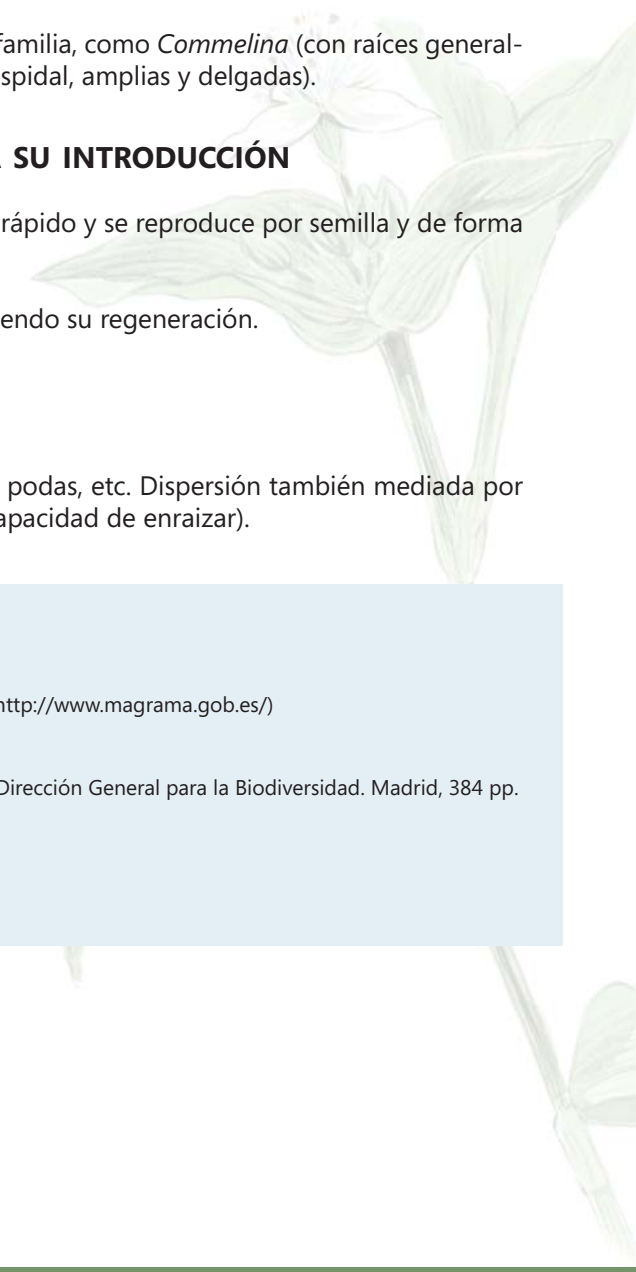 familia, como Commelina (con raíces general-
spidal, amplias y delgadas).
SU INTRODUCCIÓN
rápido y se reproduce por semilla y de forma
endo su regeneración.
podas, etc. Dispersión también mediada por
apacidad de enraizar).
http://www.magrama.gob.es/)
Dirección General para la Biodiversidad. Madrid, 384 pp.